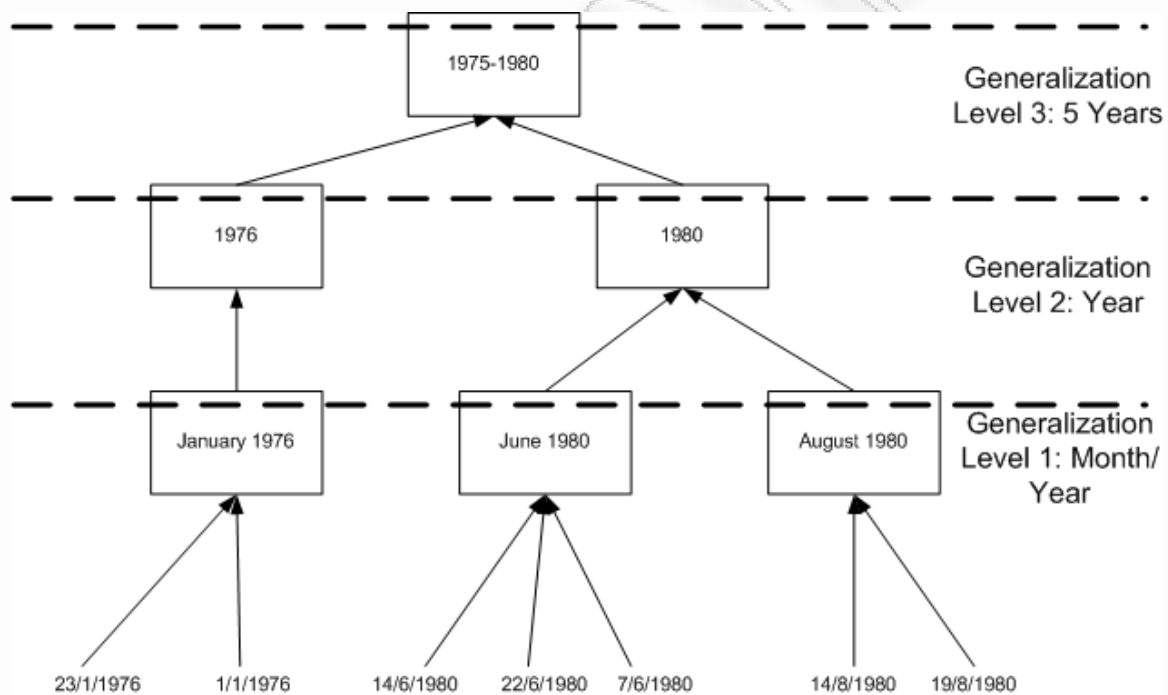 1975-1980
Generalization
Level 3: 5 Years
1976
1980
Generalization
Level 2: Year
January 1976
June 1980
August 1980
Generalization
Level 1: Month/
Year
23/1/1976
1/1/1976
14/6/1980
22/6/1980
7/6/1980
14/8/1980
19/8/1980